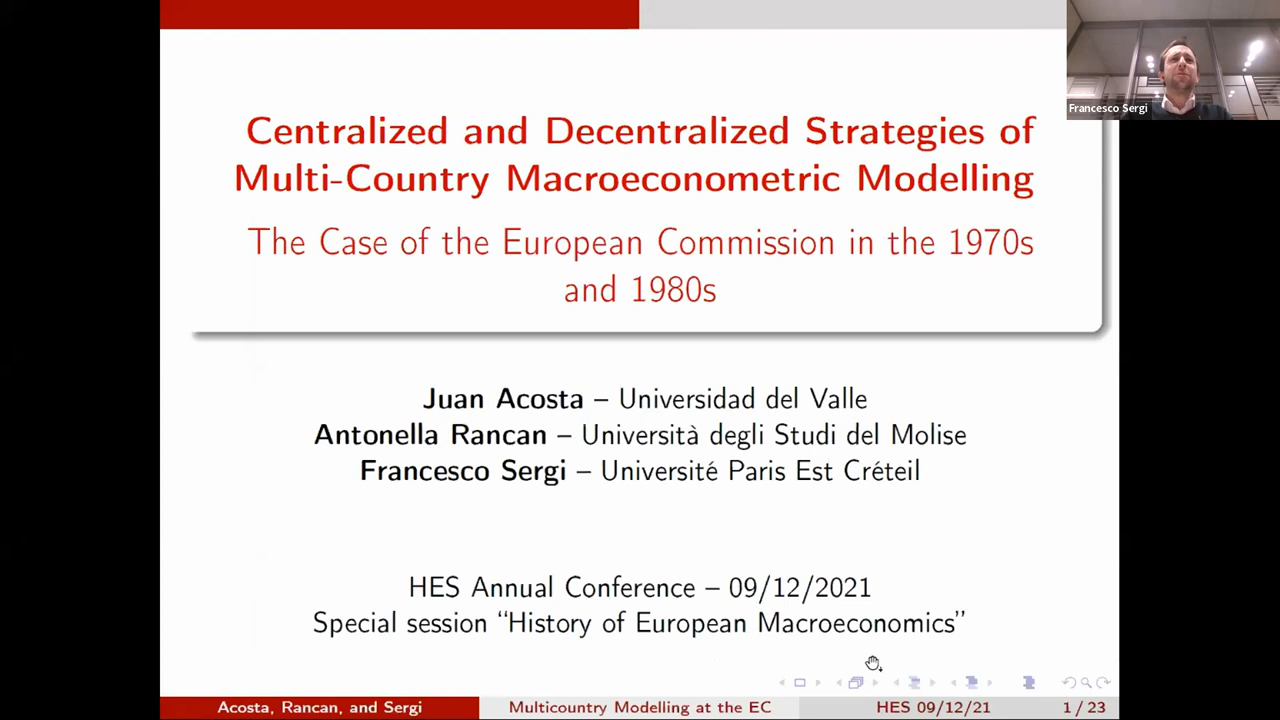 Francesco Sergi
Centralized and Decentralized Strategies of
Multi-Country Macroeconometric Modelling
The Case of the European Commission in the 1970s
and 1980s
Juan Acosta – Universidad del Valle
Antonella Rancan – Università degli Studi del Molise
Francesco Sergi – Université Paris Est Créteil
HES Annual Conference – 09/12/2021
Special session “History of European Macroeconomics”
Acosta, Rancan, and Sergi
Multicountry Modelling at the EC
HES 09/12/21
1 / 23